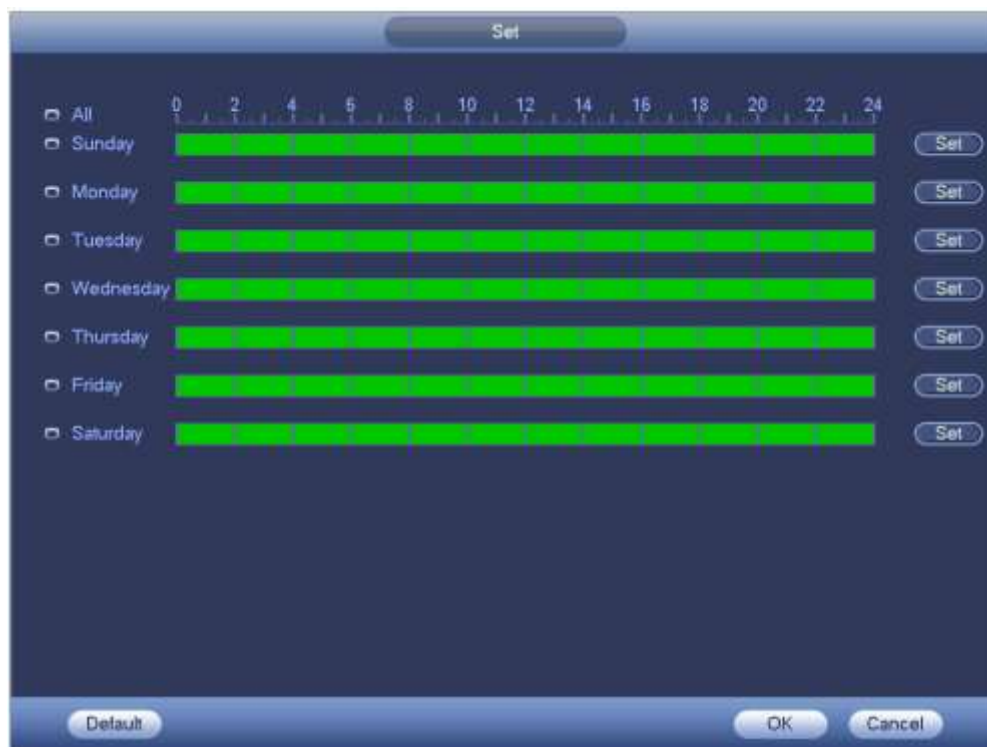 Set
0 2 4 6 8 10 12 14 16 18 20 22 24
All
Sunday Set
Monday Set
Tuesday Set
Wednesday Set
Thursday Set
Friday Set
Saturday Set
Default OK Cancel